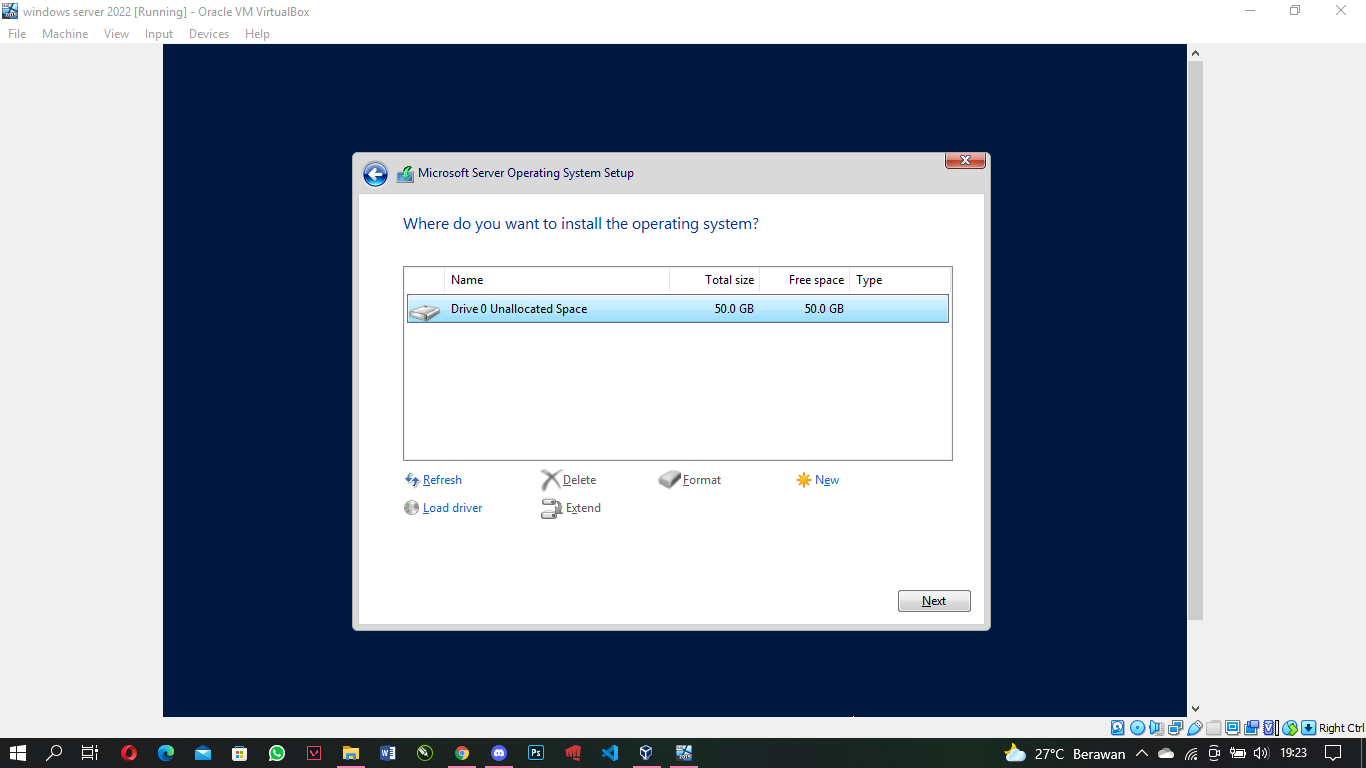 windows server 2022 [Running] - Oracle VM VirtualBox
File Machine View Input Devices Help
Microsoft Server Operating System Setup
Where do you want to install the operating system?
Name Total size Free space Type
Drive 0 Unallocated Space 50.0 GB 50.0 GB
Refresh Delete Format New
Load driver Extend
Next
Right Ctrl
27°C Berawan 19:23